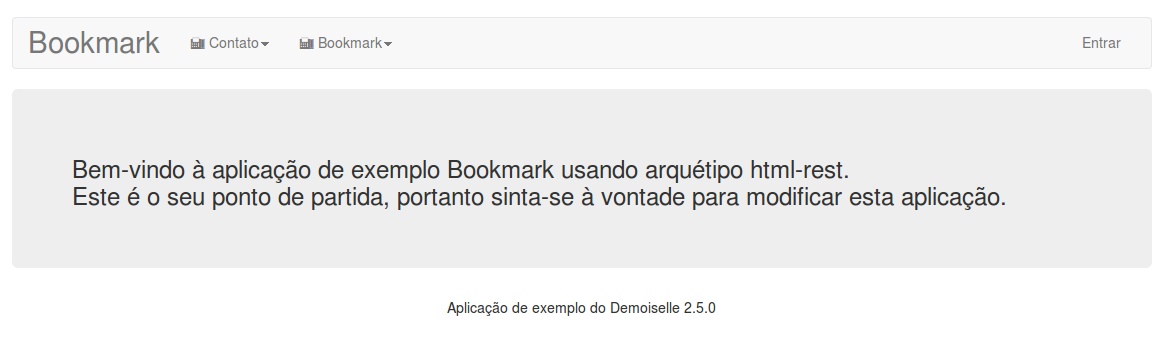 Bookmark Contato Bookmark Entrar
Bem-vindo à aplicação de exemplo Bookmark usando arquétipo html-rest.
Este é o seu ponto de partida, portanto sinta-se à vontade para modificar esta aplicação.
Aplicação de exemplo do Demoiselle 2.5.0